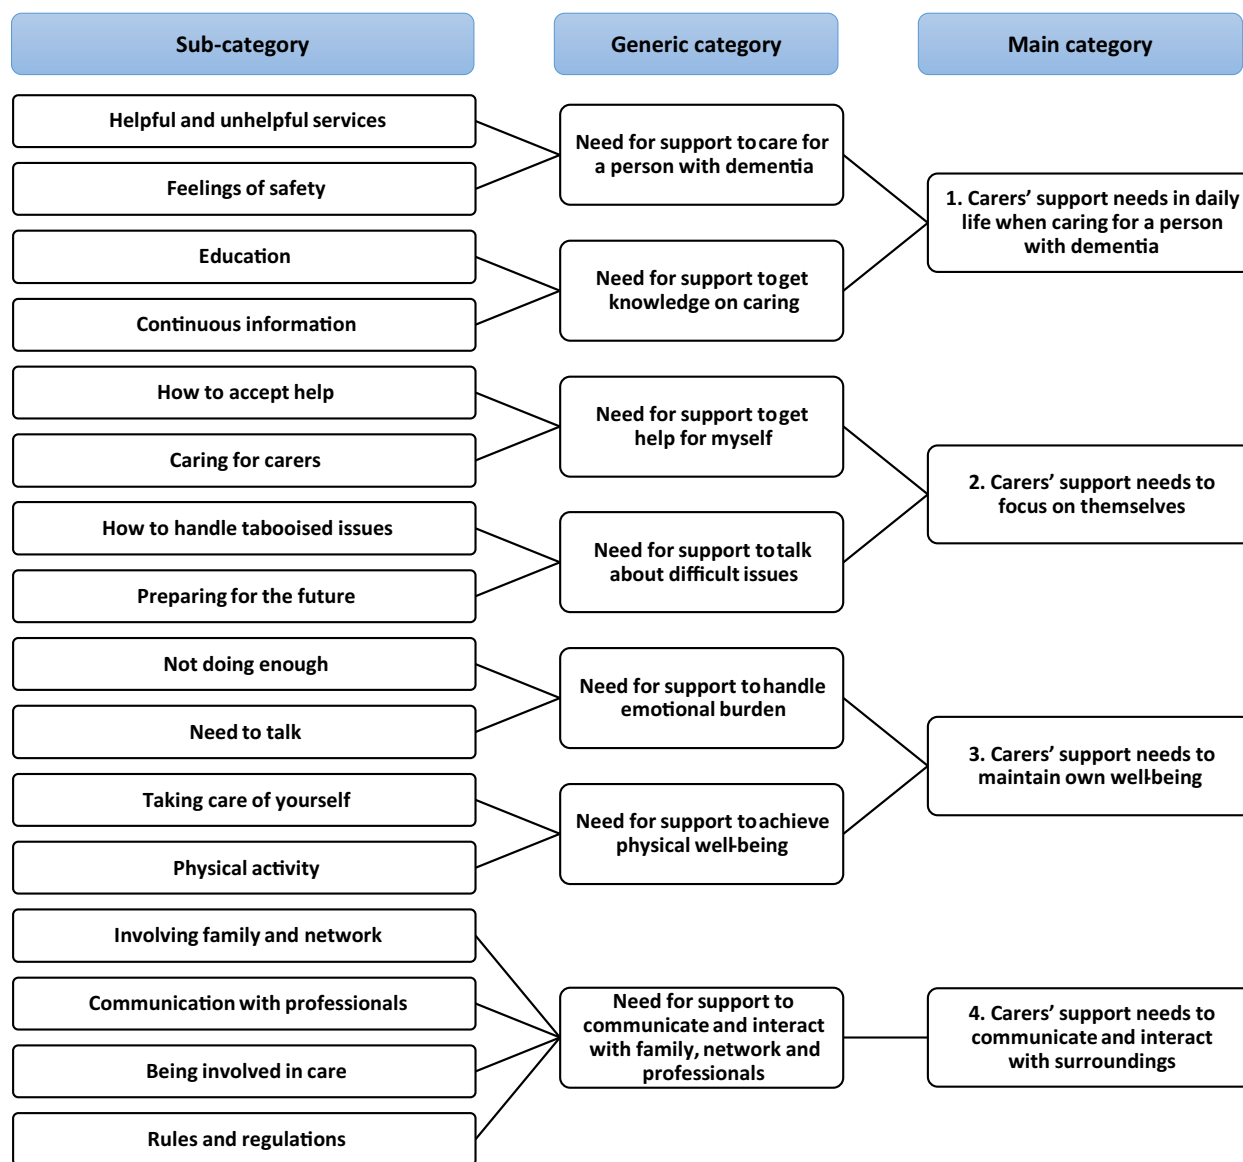 Sub-category
Generic category
Main category
Helpful and unhelpful services
Feelings of safety
Education
Continuous information
How to accept help
Caring for carers
How to handle tabooised issues
Preparing for the future
Not doing enough
Need to talk
Taking care of yourself
Physical activity
Involving family and network
Communication with professionals
Being involved in care
Rules and regulations
Need for support to care for
a person with dementia
Need for support to get
knowledge on caring
Need for support to get
help for myself
Need for support to talk
about difficult issues
Need for support to handle
emotional burden
Need for support to achieve
physical well-being
Need for support to
communicate and interact
with family, network and
professionals
1. Carers’ support needs in daily
life when caring for a person
with dementia
2. Carers’ support needs to
focus on themselves
3. Carers’ support needs to
maintain own well-being
4. Carers’ support needs to
communicate and interact
with surroundings